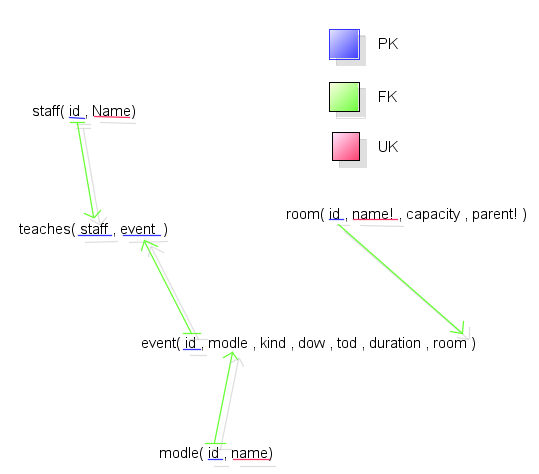 PK
FK
UK
staff( id , Name)
room( id , name! , capacity , parent! )
teaches( staff , event )
event( id , modle , kind , dow , tod , duration , room )
modle( id , name)